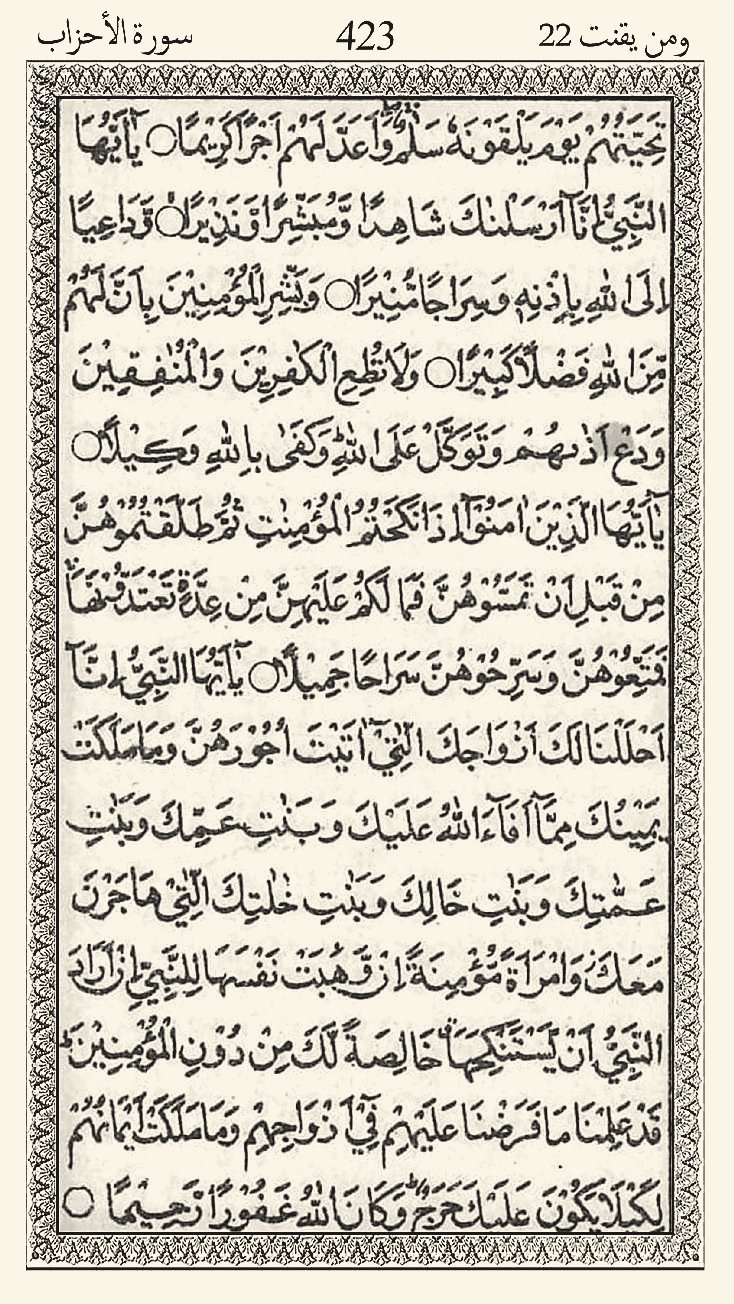 ومن يقنت 22
423
سورة الأحزاب
تَحِيَّتُهُمْ يَوْمَ يَلْقَوْنَهٗ سَلٰمٌ ۖۚ وَّاَعَدَّ لَهُمْ اَجْرًا كَرِيْمًا ○ يٰۤاَيُّهَا
النَّبِىُّ اِنَّاۤ اَرْسَلْنٰكَ شَاهِدًا وَّمُبَشِّرًا وَّنَذِيْرًا ○ وَّدَاعِيًا
اِلَى اللّٰهِ بِاِذْنِهٖ وَسِرَاجًا مُّنِيْرًا ○ وَبَشِّرِ الْمُؤْمِنِيْنَ بِاَنَّ لَهُمْ
مِّنَ اللّٰهِ فَضْلًا كَبِيْرًا ○ وَلَا تُطِعِ الْكٰفِرِيْنَ وَالْمُنٰفِقِيْنَ
وَدَعْ اَذٰىهُمْ وَتَوَكَّلْ عَلَى اللّٰهِ ؕ وَكَفٰى بِاللّٰهِ وَكِيْلًا ○
يٰۤاَيُّهَا الَّذِيْنَ اٰمَنُوْۤا اِذَا نَكَحْتُمُ الْمُؤْمِنٰتِ ثُمَّ طَلَّقْتُمُوْهُنَّ
مِنْ قَبْلِ اَنْ تَمَسُّوْهُنَّ فَمَا لَكُمْ عَلَيْهِنَّ مِنْ عِدَّةٍ تَعْتَدُّوْنَهَا ۚ
فَمَتِّعُوْهُنَّ وَسَرِّحُوْهُنَّ سَرَاحًا جَمِيْلًا ○ يٰۤاَيُّهَا النَّبِىُّ اِنَّاۤ
اَحْلَلْنَا لَكَ اَزْوَاجَكَ الّٰتِىْۤ اٰتَيْتَ اُجُوْرَهُنَّ وَمَا مَلَكَتْ
يَمِيْنُكَ مِمَّاۤ اَفَآءَ اللّٰهُ عَلَيْكَ وَبَنٰتِ عَمِّكَ وَبَنٰتِ
عَمّٰتِكَ وَبَنٰتِ خَالِكَ وَبَنٰتِ خٰلٰتِكَ الّٰتِىْ هَاجَرْنَ
مَعَكَ ؗ وَامْرَاَةً مُّؤْمِنَةً اِنْ وَّهَبَتْ نَفْسَهَا لِلنَّبِىِّ اِنْ اَرَادَ
النَّبِىُّ اَنْ يَّسْتَنْكِحَهَا ۗ خَالِصَةً لَّكَ مِنْ دُوْنِ الْمُؤْمِنِيْنَ ؕ
قَدْ عَلِمْنَا مَا فَرَضْنَا عَلَيْهِمْ فِىْۤ اَزْوَاجِهِمْ وَمَا مَلَكَتْ اَيْمَانُهُمْ
لِكَيْلَا يَكُوْنَ عَلَيْكَ حَرَجٌ ؕ وَكَانَ اللّٰهُ غَفُوْرًا رَّحِيْمًا ○